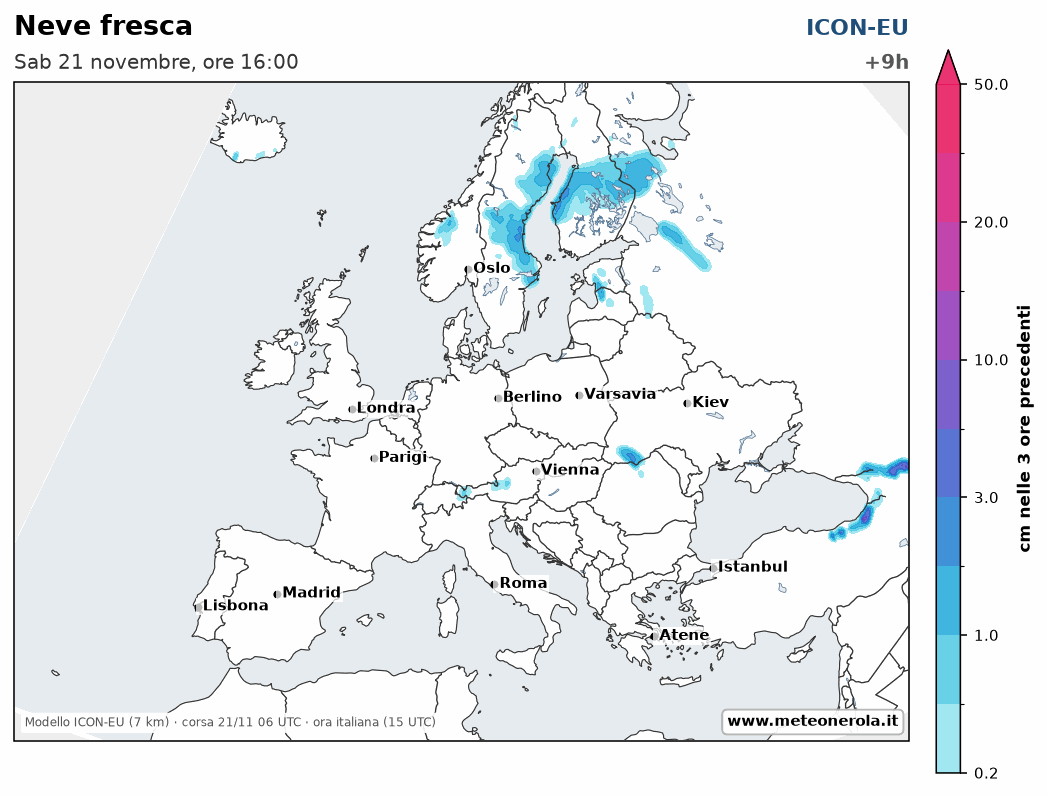 Neve fresca
ICON-EU
Sab 21 novembre, ore 16:00
+9h
50.0
20.0
10.0
3.0
1.0
0.2
cm nelle 3 ore precedenti
Oslo
Londra
Berlino
Varsavia
Kiev
Parigi
Vienna
Istanbul
Roma
Madrid
Lisbona
Atene
Modello ICON-EU (7 km) · corsa 21/11 06 UTC · ora italiana (15 UTC)
www.meteonerola.it